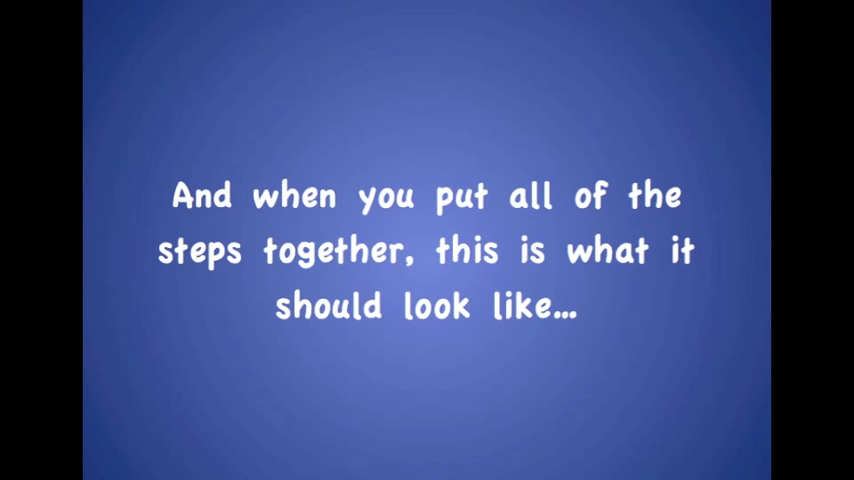 And when you put all of the
steps together, this is what it
should look like...